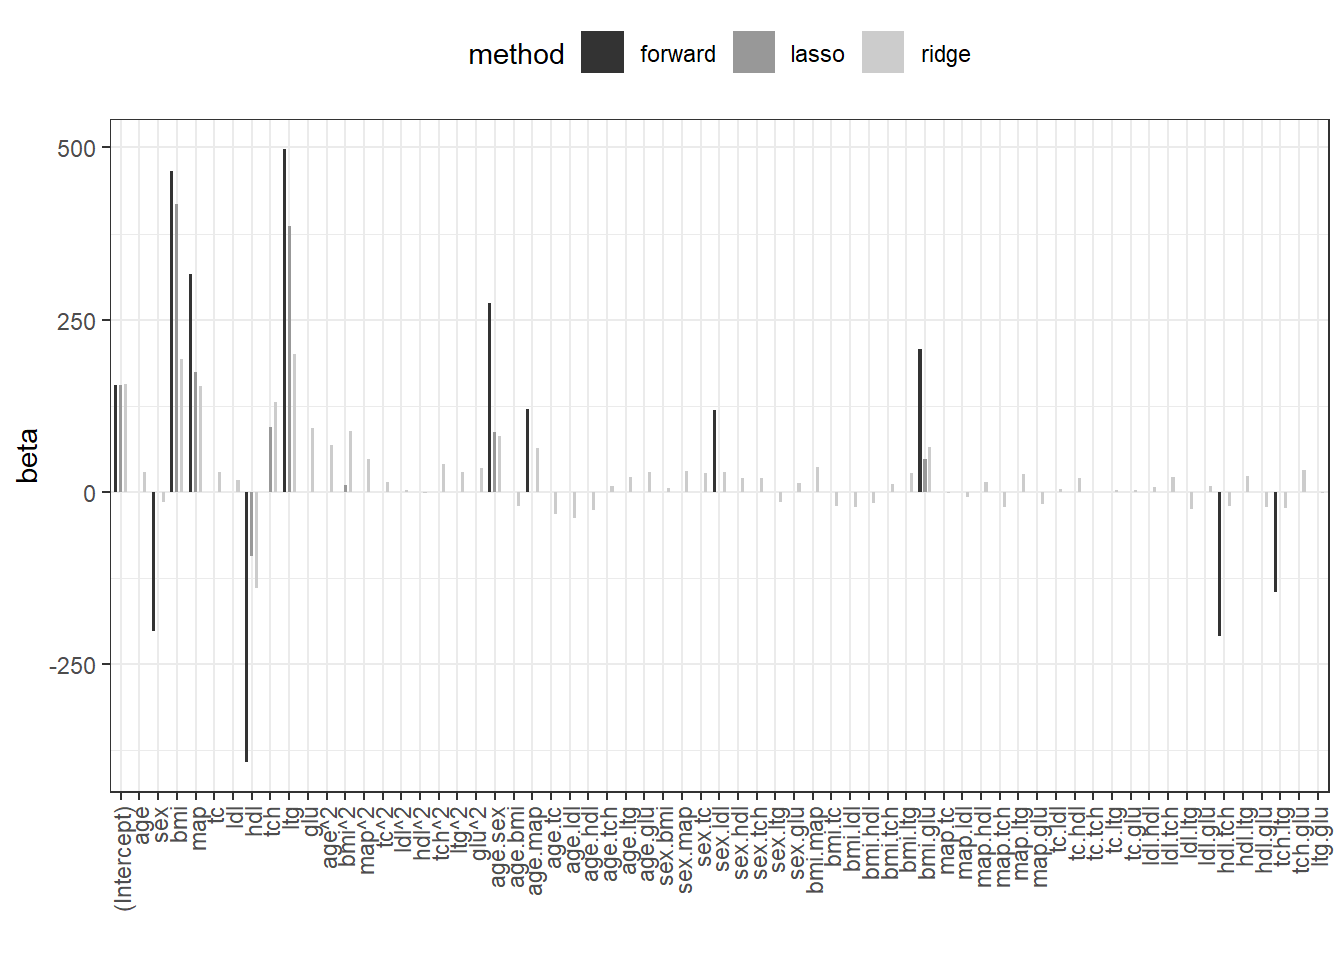 method forward lasso ridge
500
250
0
-250
beta
(Intercept)
age
sex
bmi
map
tc
ldl
hdl
tch
ltg
glu
age^2
bmi^2
map^2
tc^2
ldl^2
hdl^2
tch^2
ltg^2
glu^2
age.sex
age.bmi
age.map
age.tc
age.ldl
age.hdl
age.tch
age.ltg
age.glu
sex.bmi
sex.map
sex.tc
sex.ldl
sex.hdl
sex.tch
sex.ltg
sex.glu
bmi.map
bmi.tc
bmi.ldl
bmi.hdl
bmi.tch
bmi.ltg
bmi.glu
map.tc
map.ldl
map.hdl
map.tch
map.ltg
map.glu
tc.ldl
tc.hdl
tc.tch
tc.ltg
tc.glu
ldl.hdl
ldl.tch
ldl.ltg
ldl.glu
hdl.tch
hdl.ltg
hdl.glu
tch.ltg
tch.glu
ltg.glu